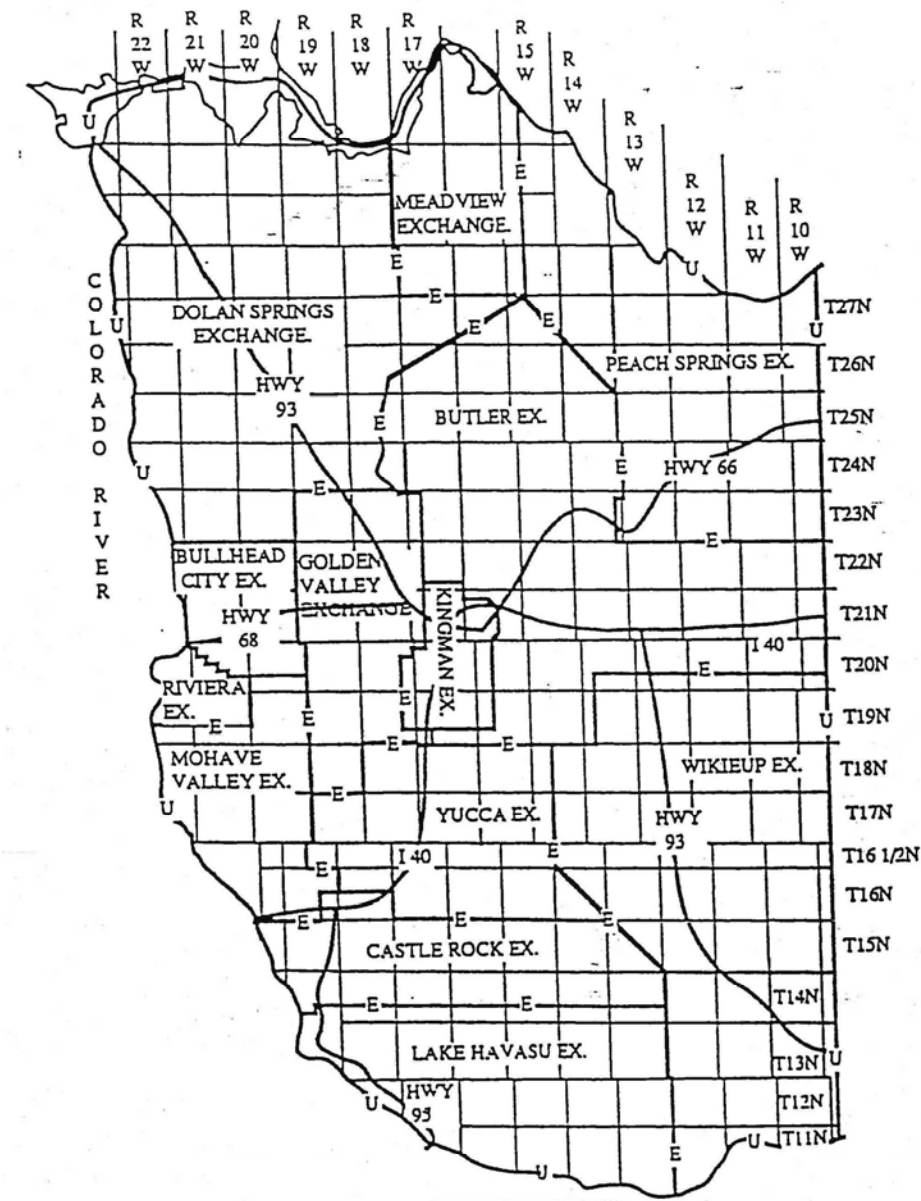 R 22 W
R 21 W
R 20 W
R 19 W
R 18 W
R 17 W
R 15 W
R 14 W
R 13 W
R 12 W
R 11 W
R 10 W
U
U
E
MEADVIEW
EXCHANGE.
E
U
COLORADO RIVER
U
DOLAN SPRINGS
EXCHANGE.
E
E
E
T27N
U
PEACH SPRINGS EX.
T26N
HWY
93
E
BUTLER EX.
T25N
U
E
HWY 66
T24N
E
T23N
E
BULLHEAD
CITY EX.
GOLDEN
VALLEY
EXCHANGE
T22N
KINGMAN EX.
HWY
68
T21N
I 40
E
T20N
RIVIERA
EX.
E
E
E
T19N
U
E
E
MOHAVE
VALLEY EX.
WIKIEUP EX.
T18N
U
E
YUCCA EX.
HWY
93
T17N
E
I 40
T16 1/2N
E
T16N
E
E
E
CASTLE ROCK EX.
T15N
T14N
E
E
LAKE HAVASU EX.
U
T13N
HWY
95
U
T12N
U
T11N
E
U